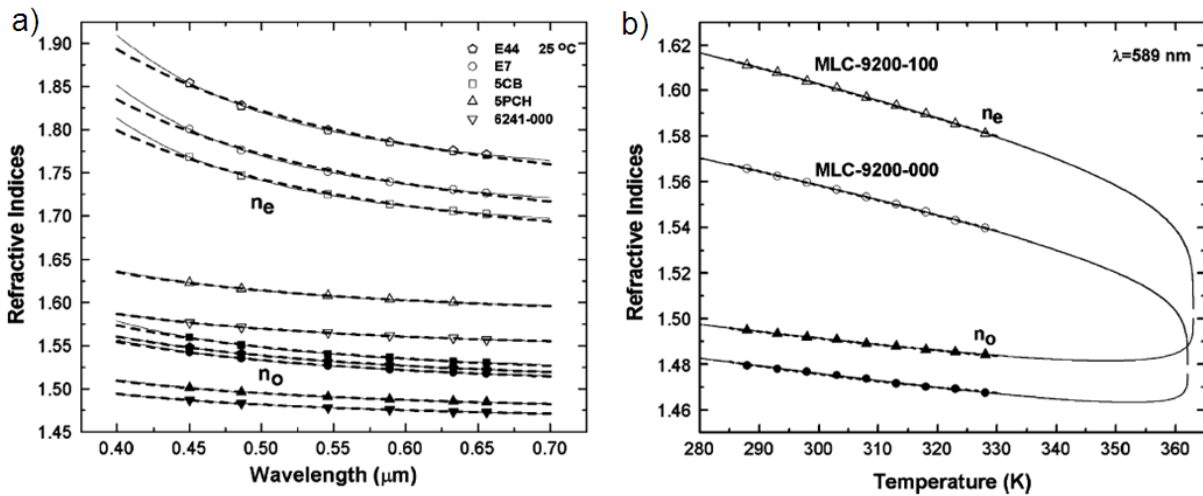 a)
Refractive Indices
1.90
1.85
1.80
1.75
1.70
1.65
1.60
1.55
1.50
1.45
E44 25 °C
E7
5CB
5PCH
6241-000
ne
no
0.40 0.45 0.50 0.55 0.60 0.65 0.70
Wavelength (μm)
b)
Refractive Indices
1.62
1.60
1.58
1.56
1.54
1.52
1.50
1.48
1.46
λ=589 nm
MLC-9200-100
ne
MLC-9200-000
no
280 290 300 310 320 330 340 350 360
Temperature (K)